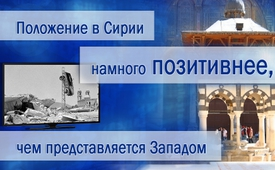 Положение в Сирии
намного позитивнее,
чем представляется Западом